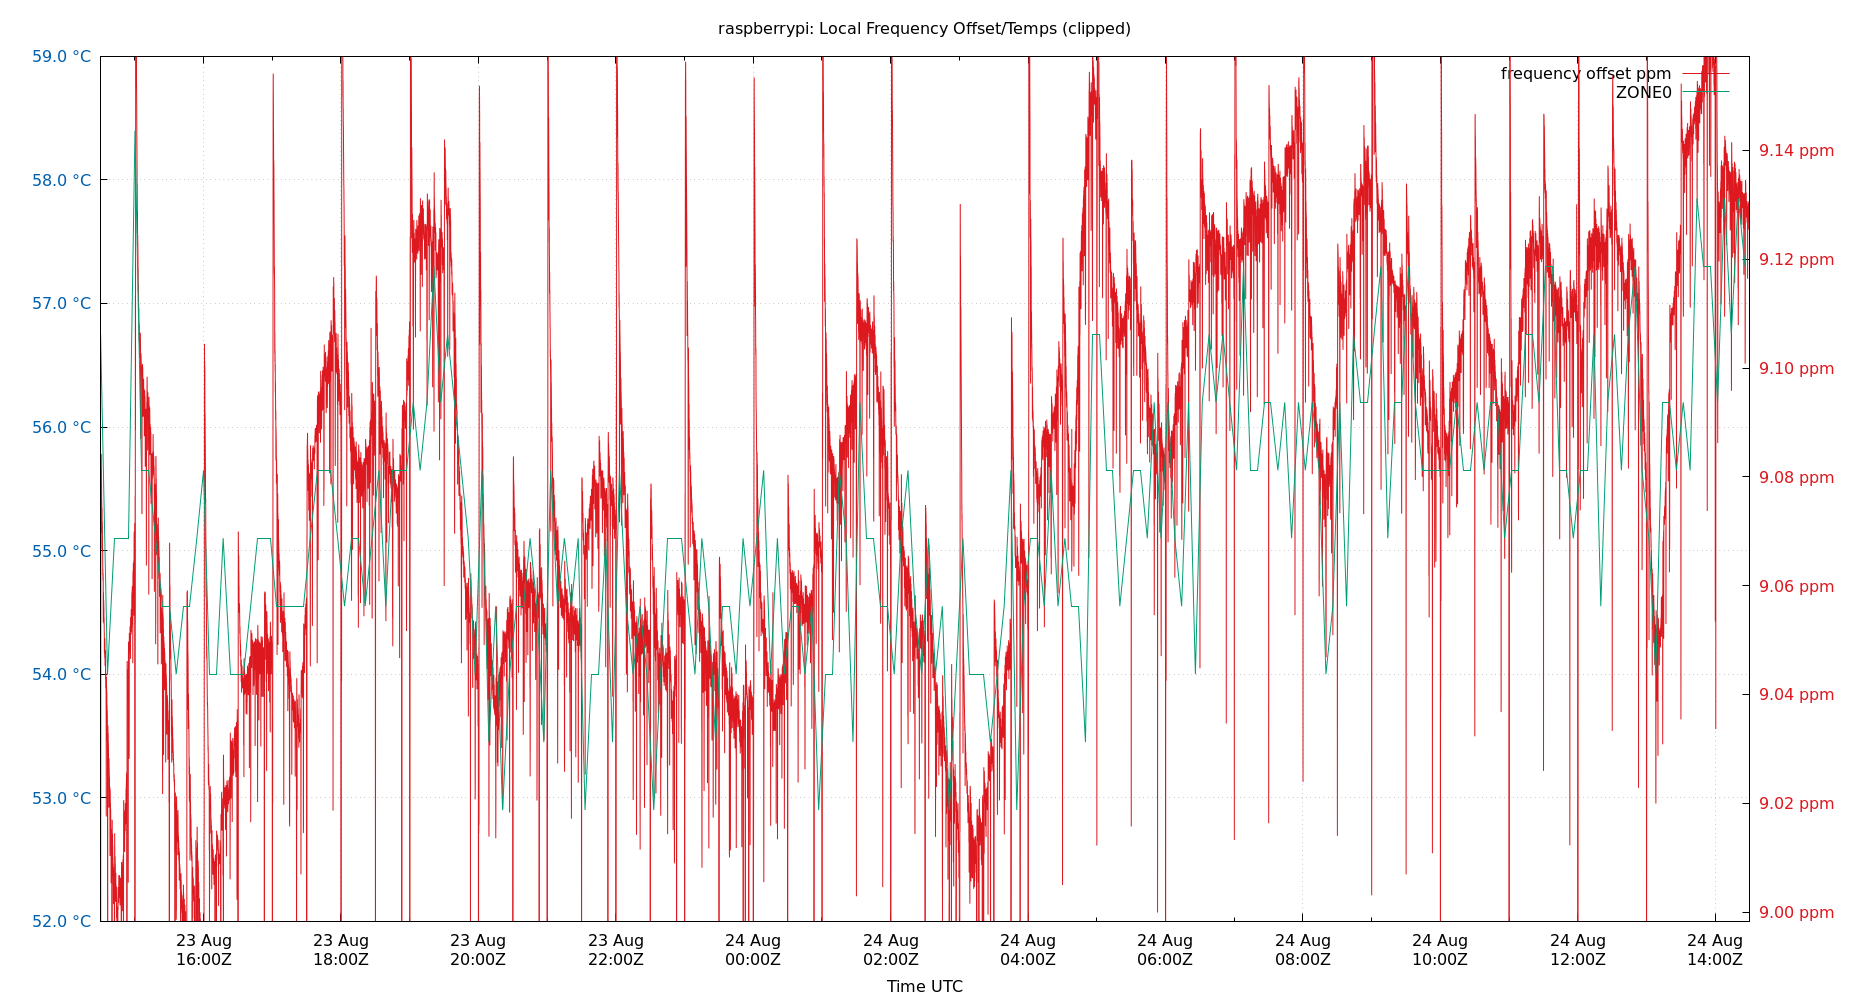 raspberrypi: Local Frequency Offset/Temps (clipped)
59.0 °C
58.0 °C
57.0 °C
56.0 °C
55.0 °C
54.0 °C
53.0 °C
52.0 °C
frequency offset ppm
ZONE0
9.14 ppm
9.12 ppm
9.10 ppm
9.08 ppm
9.06 ppm
9.04 ppm
9.02 ppm
9.00 ppm
23 Aug
16:00Z
23 Aug
18:00Z
23 Aug
20:00Z
23 Aug
22:00Z
24 Aug
00:00Z
24 Aug
02:00Z
24 Aug
04:00Z
24 Aug
06:00Z
24 Aug
08:00Z
24 Aug
10:00Z
24 Aug
12:00Z
24 Aug
14:00Z
Time UTC